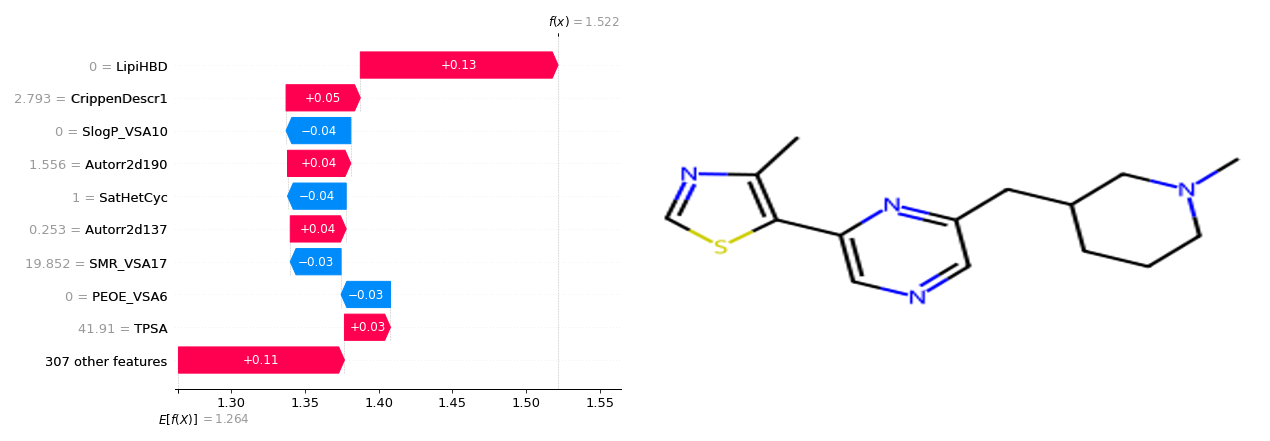 f(x) = 1.522
0 = LipiHBD
+0.13
2.793 = CrippenDescr1
+0.05
0 = SlogP_VSA10
−0.04
1.556 = Autorr2d190
+0.04
1 = SatHetCyc
−0.04
0.253 = Autorr2d137
+0.04
19.852 = SMR_VSA17
−0.03
0 = PEOE_VSA6
−0.03
41.91 = TPSA
+0.03
307 other features
+0.11
1.30 1.35 1.40 1.45 1.50 1.55
E[f(X)] = 1.264
N
S
N
N
N